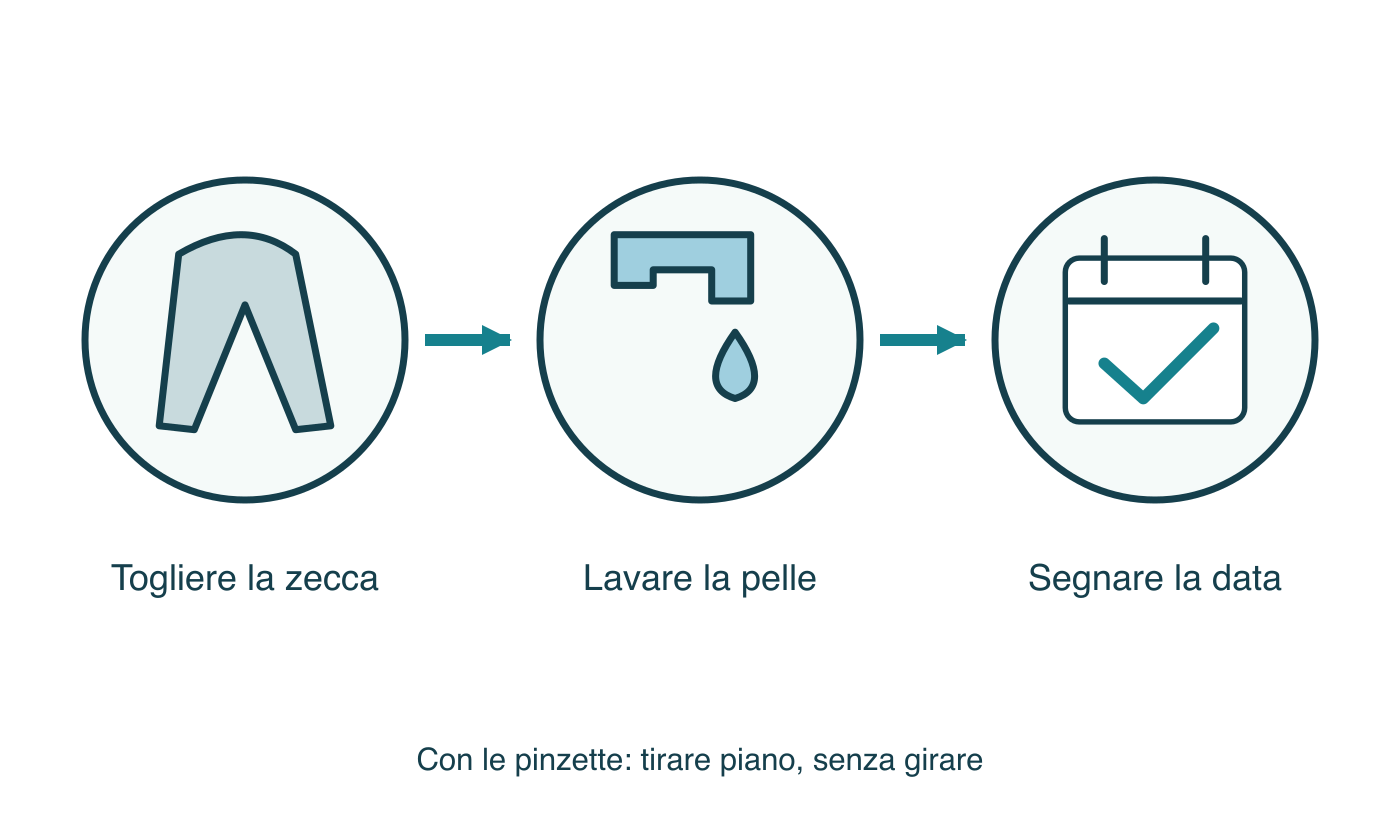 Togliere la zecca
Lavare la pelle
Segnare la data
Con le pinzette: tirare piano, senza girare